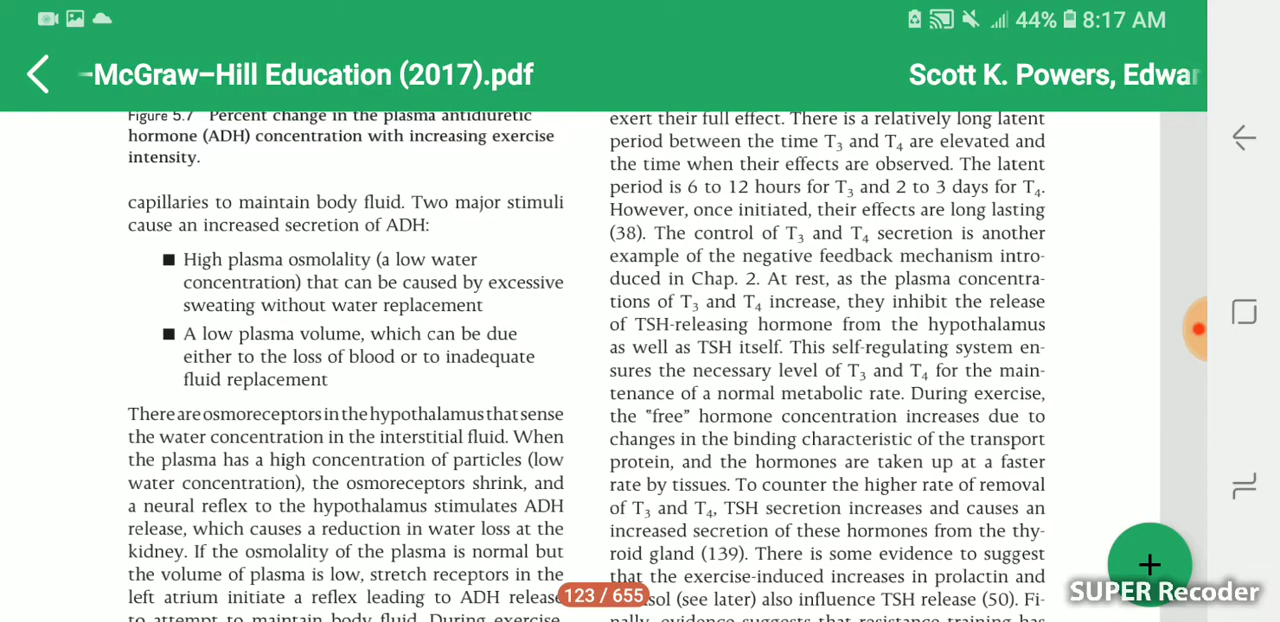 44% 8:17 AM
–McGraw–Hill Education (2017).pdf
Scott K. Powers, Edwar
Figure 5.7 Percent change in the plasma antidiuretic
hormone (ADH) concentration with increasing exercise
intensity.
capillaries to maintain body fluid. Two major stimuli
cause an increased secretion of ADH:
■ High plasma osmolality (a low water
concentration) that can be caused by excessive
sweating without water replacement
■ A low plasma volume, which can be due
either to the loss of blood or to inadequate
fluid replacement
There are osmoreceptors in the hypothalamus that sense
the water concentration in the interstitial fluid. When
the plasma has a high concentration of particles (low
water concentration), the osmoreceptors shrink, and
a neural reflex to the hypothalamus stimulates ADH
release, which causes a reduction in water loss at the
kidney. If the osmolality of the plasma is normal but
the volume of plasma is low, stretch receptors in the
left atrium initiate a reflex leading to ADH release
to attempt to maintain body fluid. During exercise,
exert their full effect. There is a relatively long latent
period between the time T3 and T4 are elevated and
the time when their effects are observed. The latent
period is 6 to 12 hours for T3 and 2 to 3 days for T4.
However, once initiated, their effects are long lasting
(38). The control of T3 and T4 secretion is another
example of the negative feedback mechanism intro-
duced in Chap. 2. At rest, as the plasma concentra-
tions of T3 and T4 increase, they inhibit the release
of TSH-releasing hormone from the hypothalamus
as well as TSH itself. This self-regulating system en-
sures the necessary level of T3 and T4 for the main-
tenance of a normal metabolic rate. During exercise,
the "free" hormone concentration increases due to
changes in the binding characteristic of the transport
protein, and the hormones are taken up at a faster
rate by tissues. To counter the higher rate of removal
of T3 and T4, TSH secretion increases and causes an
increased secretion of these hormones from the thy-
roid gland (139). There is some evidence to suggest
that the exercise-induced increases in prolactin and
sol (see later) also influence TSH release (50). Fi-
nally, evidence suggests that resistance training has
123 / 655
+
SUPER Recoder